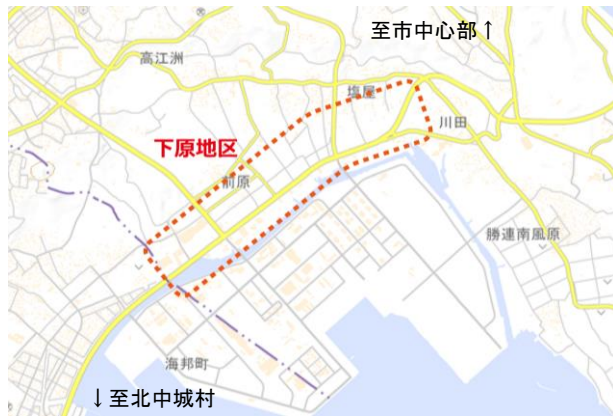 至市中心部↑
高江洲
塩屋
川田
下原地区
前原
勝連南風原
海邦町
↓至北中城村